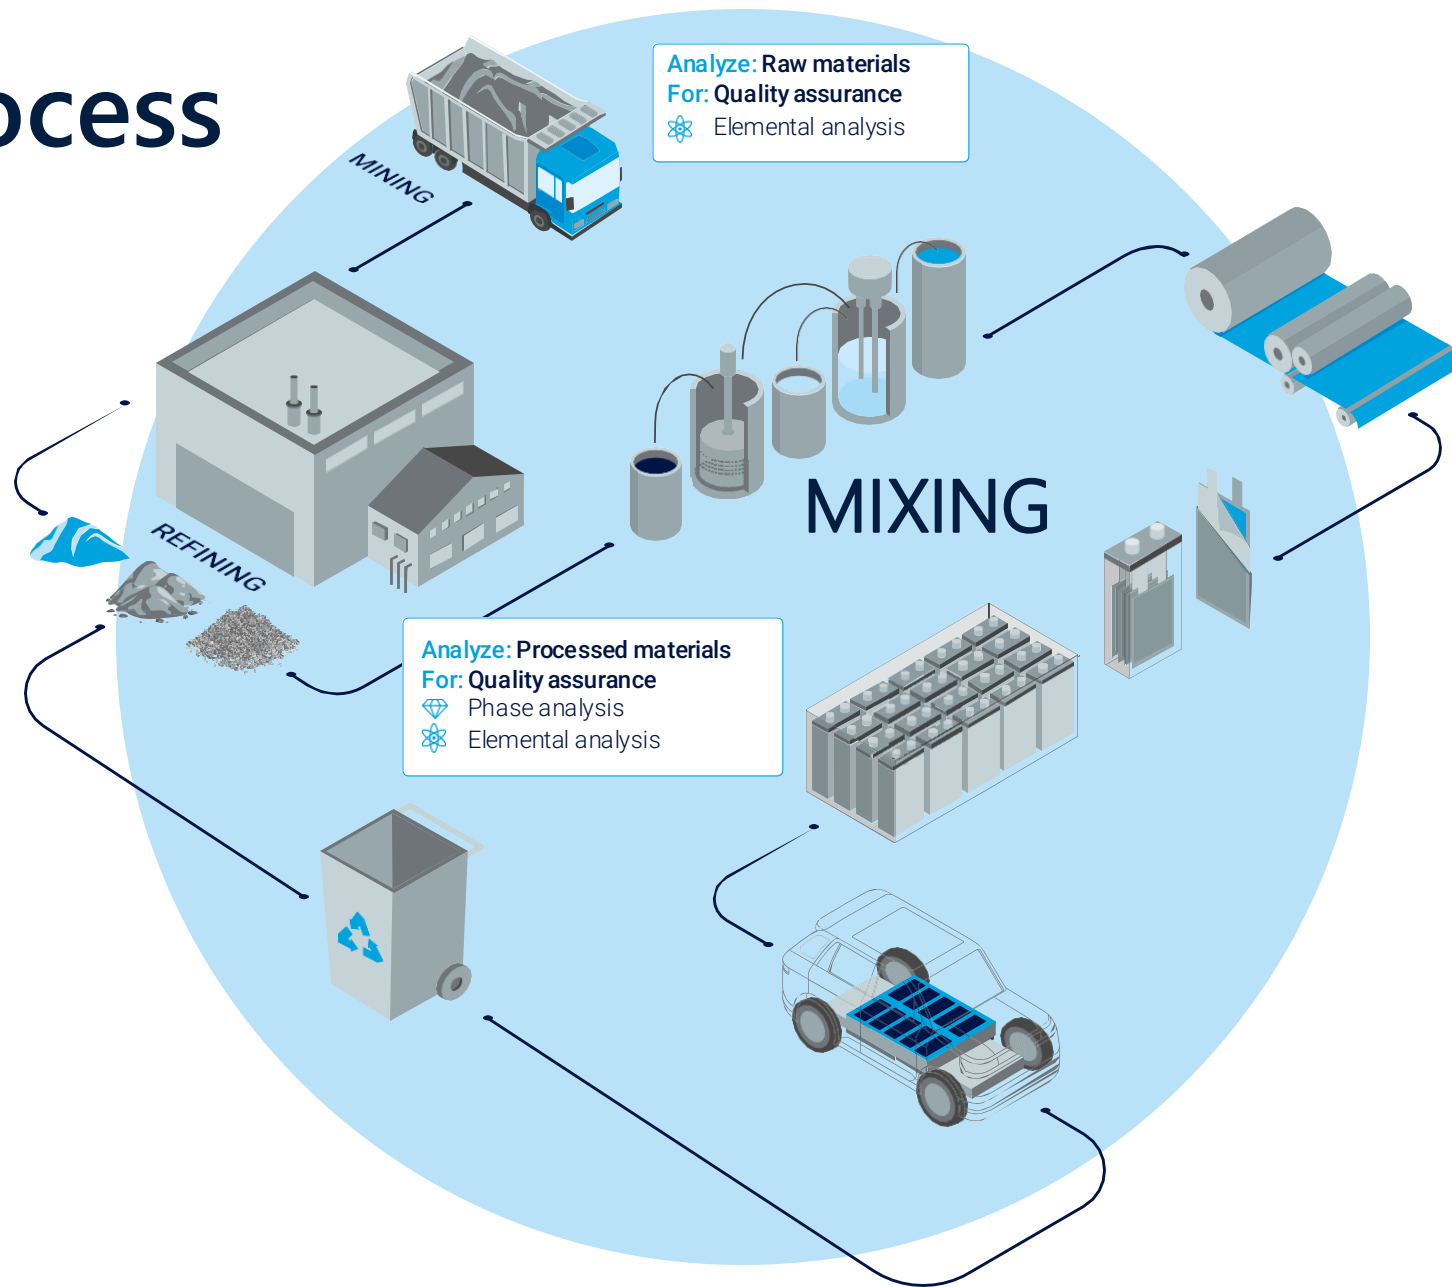 ocess
Analyze: Raw materials
For: Quality assurance
Elemental analysis
MINING
MIXING
REFINING
Analyze: Processed materials
For: Quality assurance
Phase analysis
Elemental analysis